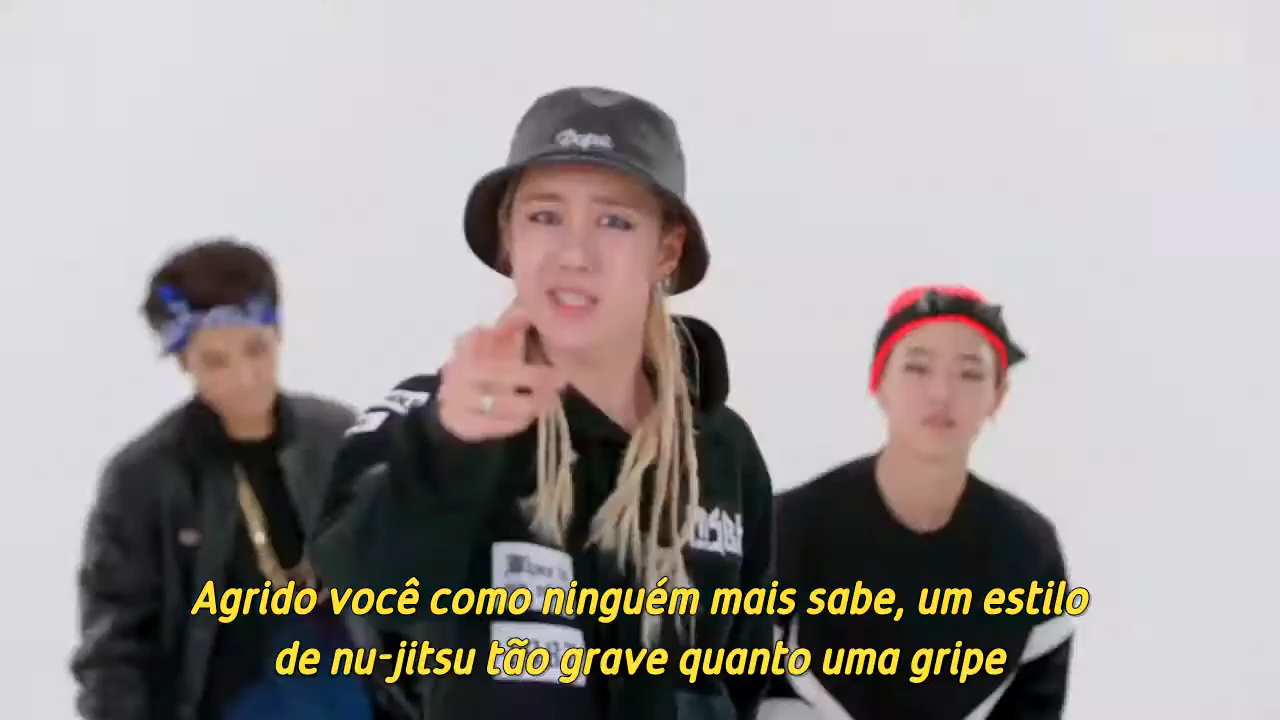 Agrido você como ninguém mais sabe, um estilo
de nu-jitsu tão grave quanto uma gripe